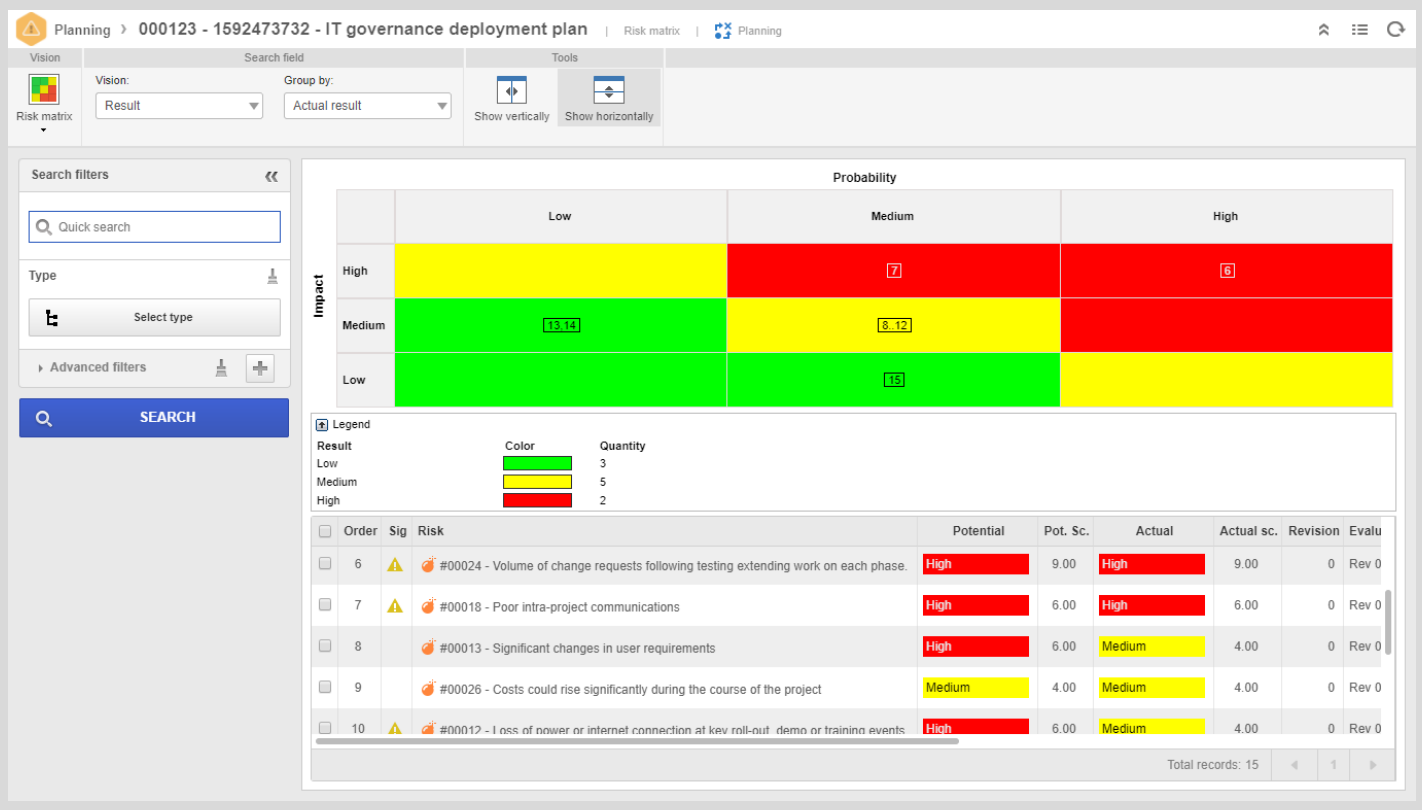 Planning > 000123 - 1592473732 - IT governance deployment plan | Risk matrix | Planning
Vision Search field Tools
Vision: Group by:
Result Actual result
Risk matrix Show vertically Show horizontally
Search filters
Quick search
Type
Select type
Advanced filters
SEARCH
Probability
Low Medium High
Impact
High 7 6
Medium 13,14 8..12
Low 15
Legend
Result Color Quantity
Low 3
Medium 5
High 2
Order Sig Risk Potential Pot. Sc. Actual Actual sc. Revision Evalu
6 #00024 - Volume of change requests following testing extending work on each phase. High 9.00 High 9.00 0 Rev 0
7 #00018 - Poor intra-project communications High 6.00 High 6.00 0 Rev 0
8 #00013 - Significant changes in user requirements High 6.00 Medium 4.00 0 Rev 0
9 #00026 - Costs could rise significantly during the course of the project Medium 4.00 Medium 4.00 0 Rev 0
10 #00012 - Loss of power or internet connection at key roll-out, demo or training events High 6.00 Medium 4.00 0 Rev 0
Total records: 15 1